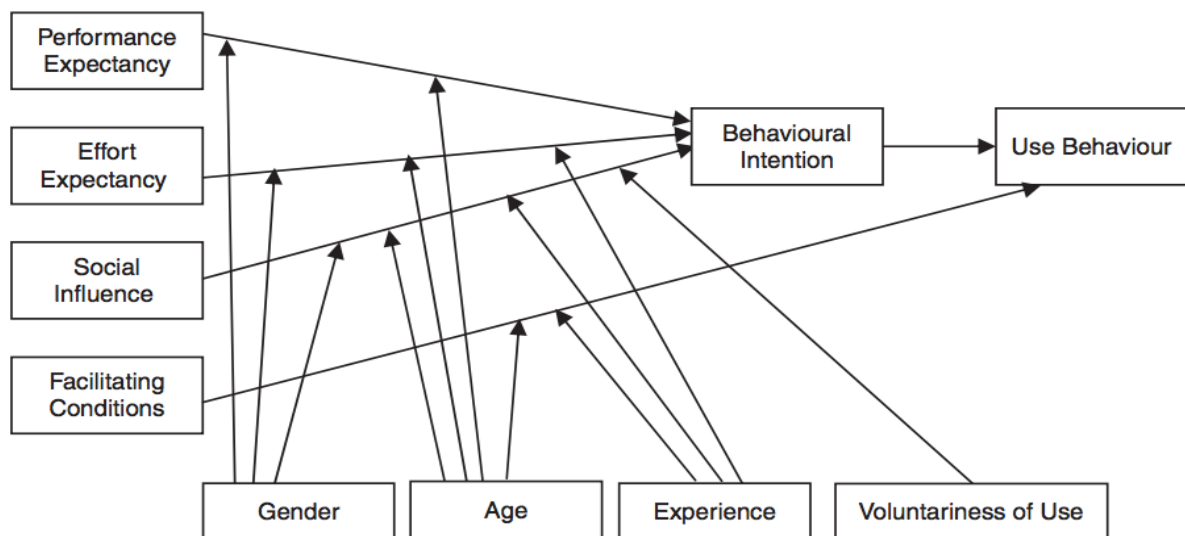 Performance
Expectancy
Effort
Expectancy
Social
Influence
Facilitating
Conditions
Behavioural
Intention
Use Behaviour
Gender
Age
Experience
Voluntariness of Use